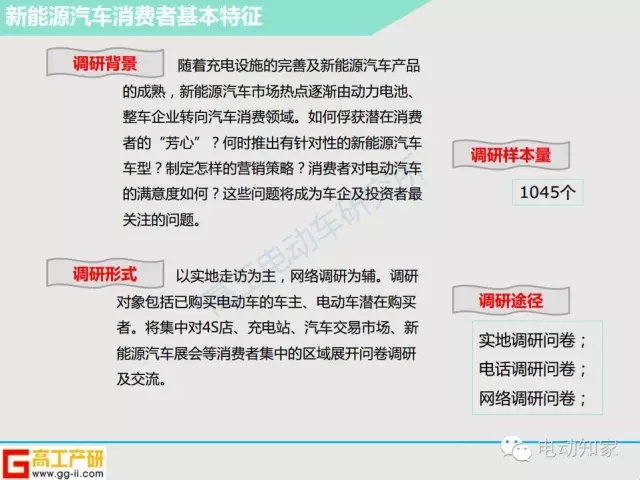 新能源汽车消费者基本特征
调研背景
随着充电设施的完善及新能源汽车产品
的成熟，新能源汽车市场热点逐渐由动力电池、
整车企业转向汽车消费领域。如何俘获潜在消费
者的“芳心”？何时推出有针对性的新能源汽车
车型？制定怎样的营销策略？消费者对电动汽车
的满意度如何？这些问题将成为车企及投资者最
关注的问题。
调研样本量
1045个
调研形式
以实地走访为主，网络调研为辅。调研
对象包括已购买电动车的车主、电动车潜在购买
者。将集中对4S店、充电站、汽车交易市场、新
能源汽车展会等消费者集中的区域展开问卷调研
及交流。
调研途径
实地调研问卷；
电话调研问卷；
网络调研问卷；
高工电动车研究所
G 高工产研
www.gg-ii.com
电动知家